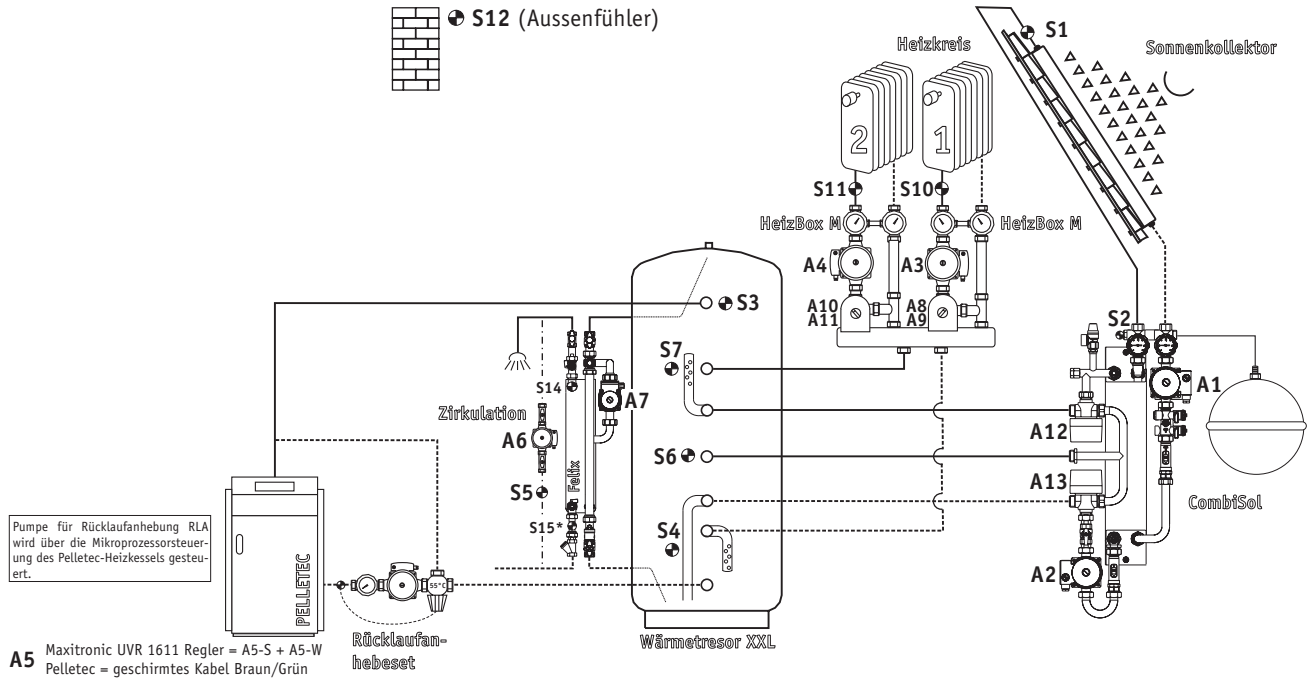 S12 (Aussenfühler)
S1
Heizkreis
Sonnenkollektor
2
1
S11
S10
HeizBox M
HeizBox M
A4
A3
A10
A11
A8
A9
S3
S2
S7
S14
A7
A1
Zirkulation
A6
A12
S6
Felix
S5
A13
CombiSol
S15*
S4
Pumpe für Rücklaufanhebung RLA
wird über die Mikroprozessorsteuer-
ung des Pelletec-Heizkessels gesteu-
ert.
PELLETEC
55°C
A2
Rücklaufan-
hebeset
Wärmetresor XXL
A5 Maxitronic UVR 1611 Regler = A5-S + A5-W
Pelletec = geschirmtes Kabel Braun/Grün